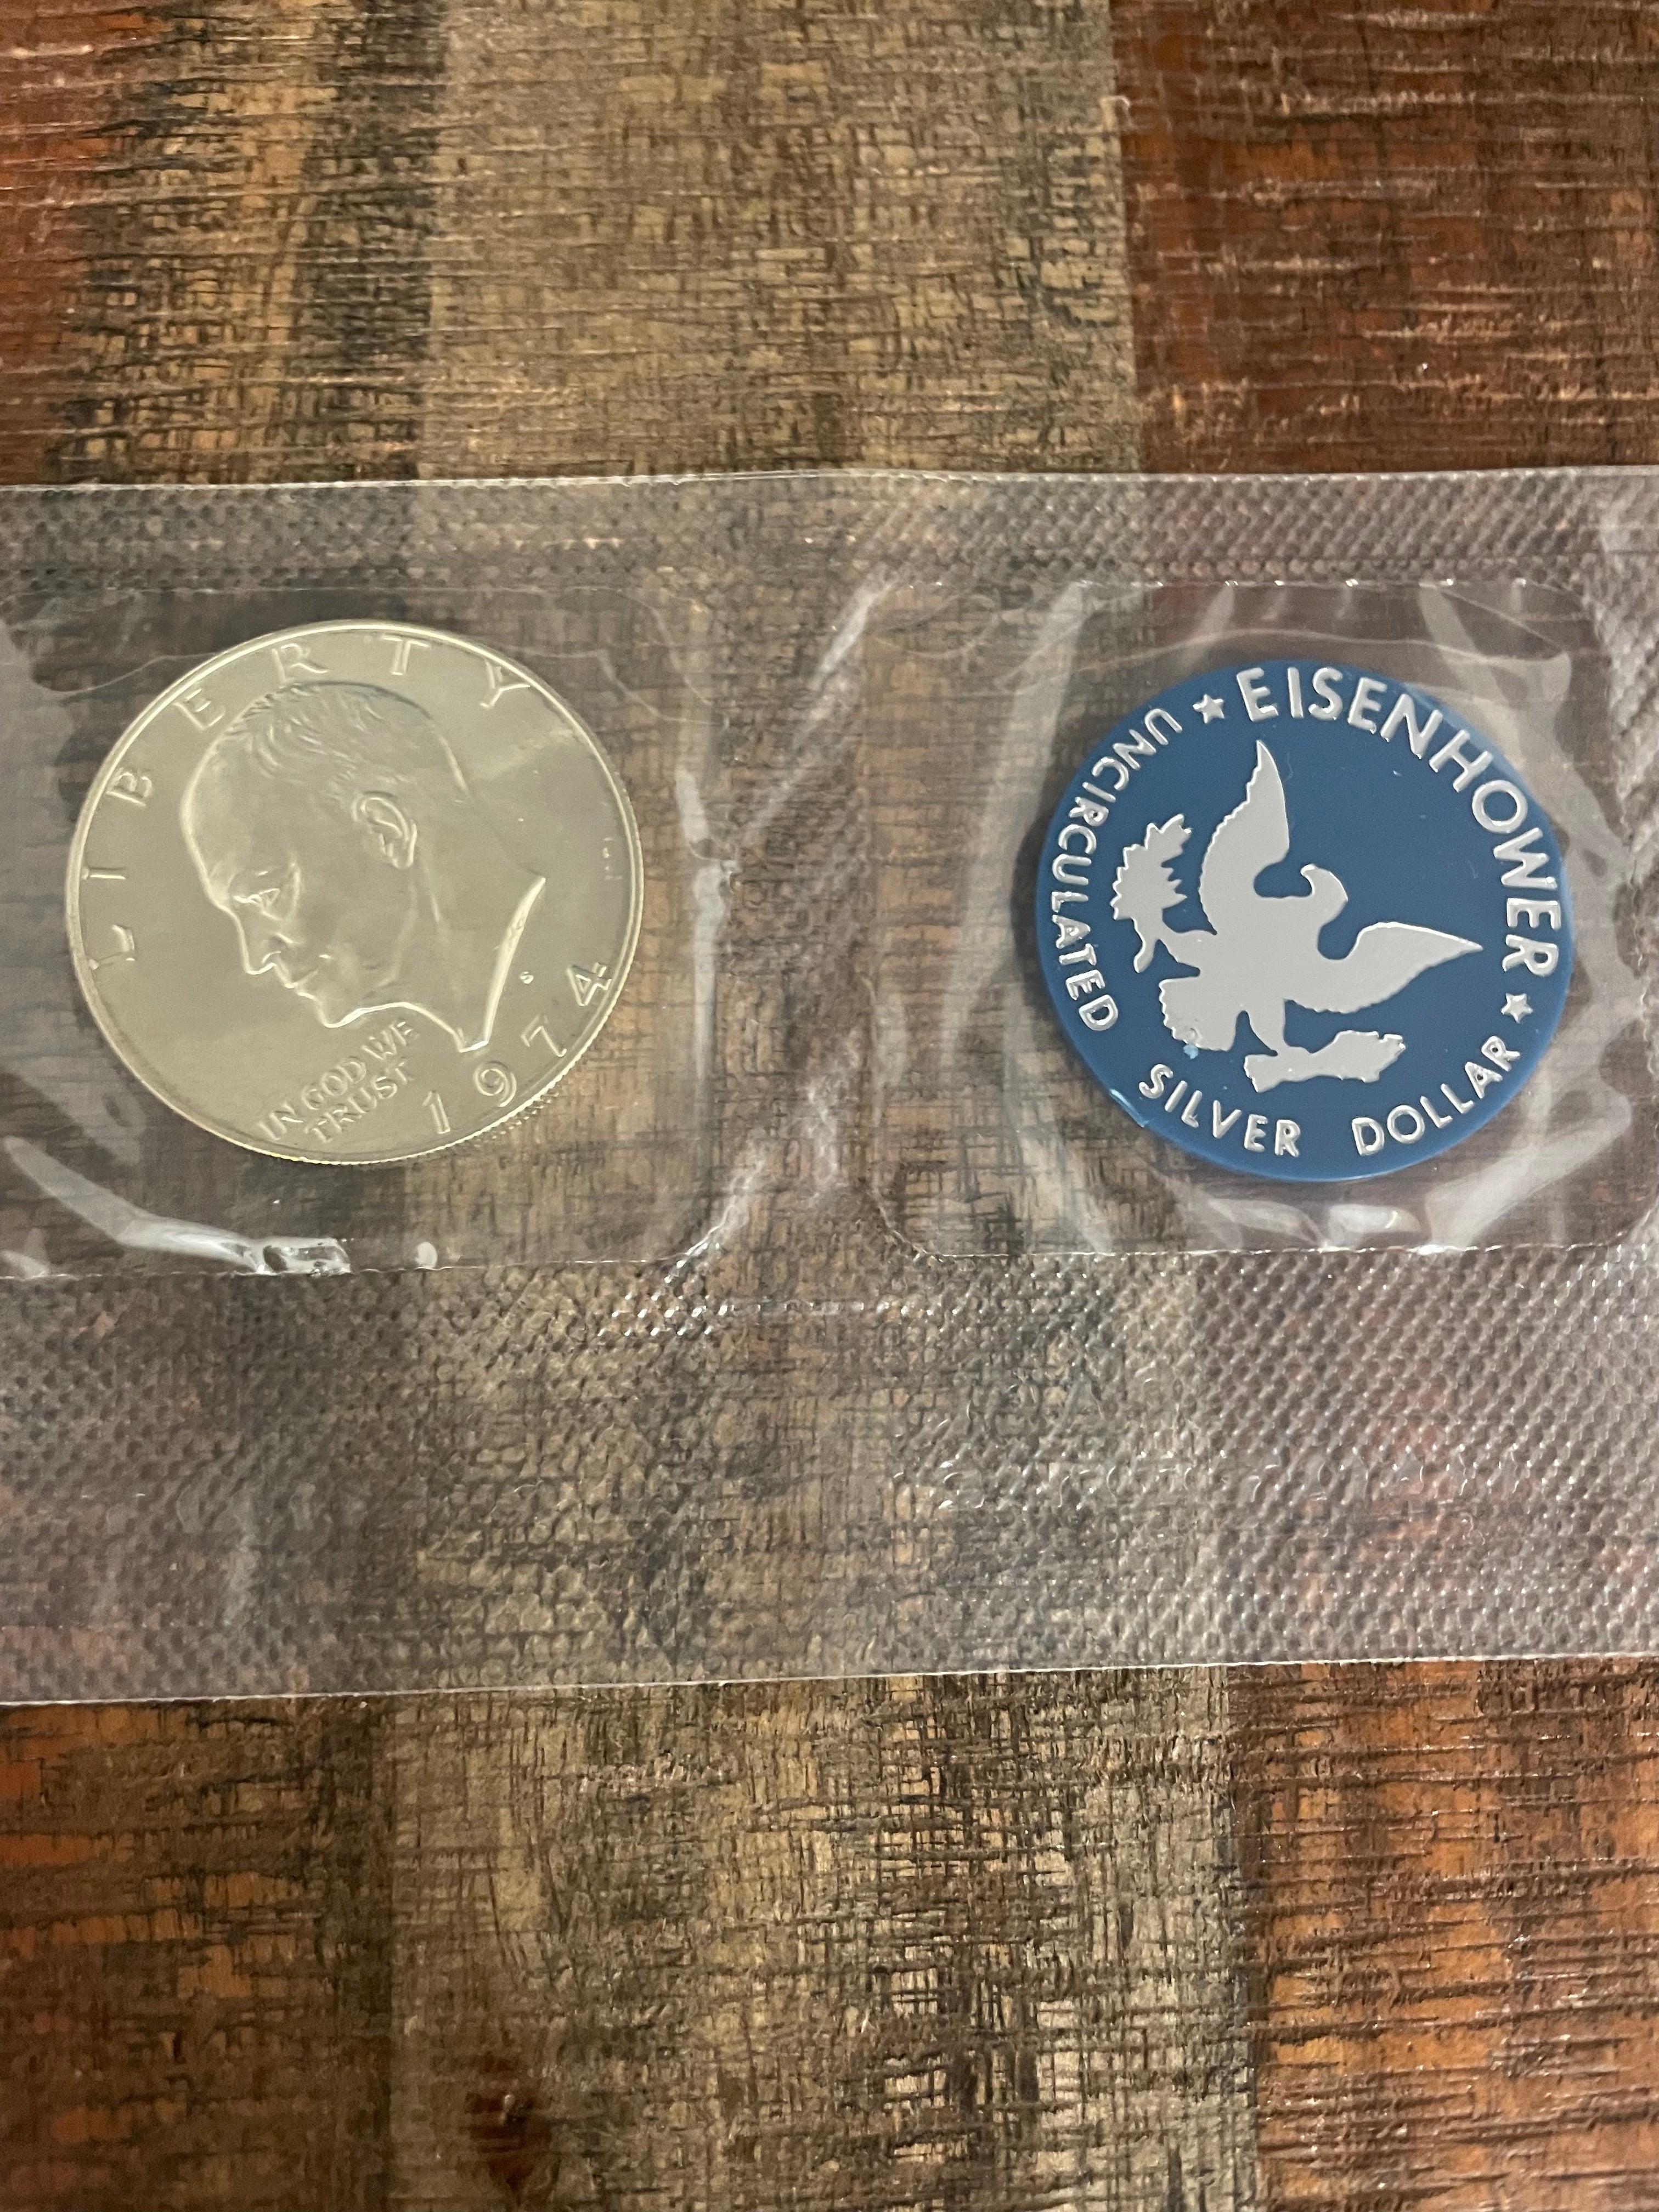 LIBERTY
IN GOD WE
TRUST
S
1974
★ EISENHOWER ★
UNCIRCULATED
SILVER DOLLAR